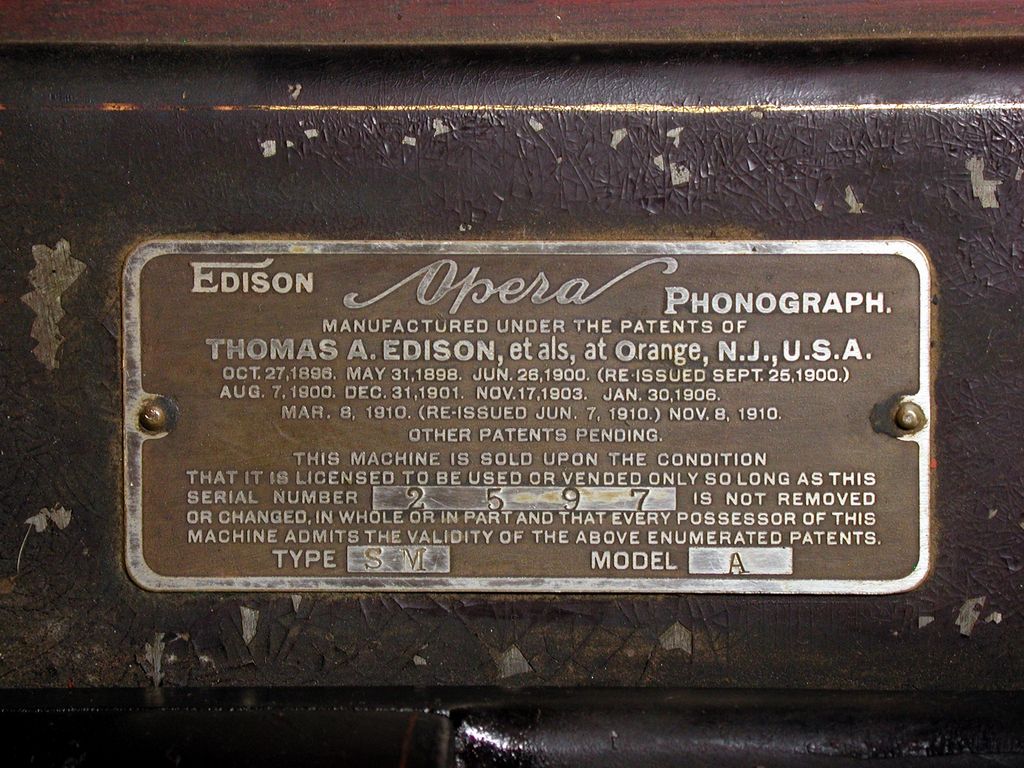 EDISON Opera PHONOGRAPH.
MANUFACTURED UNDER THE PATENTS OF
THOMAS A. EDISON, et als, at Orange, N.J., U.S.A.
OCT. 27,1896. MAY 31,1898. JUN. 26,1900. (RE-ISSUED SEPT. 25,1900.)
AUG. 7, 1900. DEC. 31,1901. NOV. 17,1903. JAN. 30,1906.
MAR. 8, 1910. (RE-ISSUED JUN. 7, 1910.) NOV. 8, 1910.
OTHER PATENTS PENDING.
THIS MACHINE IS SOLD UPON THE CONDITION
THAT IT IS LICENSED TO BE USED OR VENDED ONLY SO LONG AS THIS
SERIAL NUMBER 2597 IS NOT REMOVED
OR CHANGED, IN WHOLE OR IN PART AND THAT EVERY POSSESSOR OF THIS
MACHINE ADMITS THE VALIDITY OF THE ABOVE ENUMERATED PATENTS.
TYPE SM MODEL A